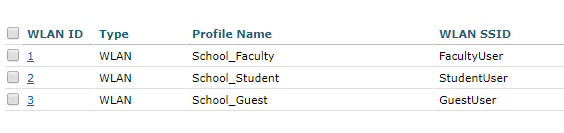 WLAN ID Type Profile Name WLAN SSID
1 WLAN School_Faculty FacultyUser
2 WLAN School_Student StudentUser
3 WLAN School_Guest GuestUser